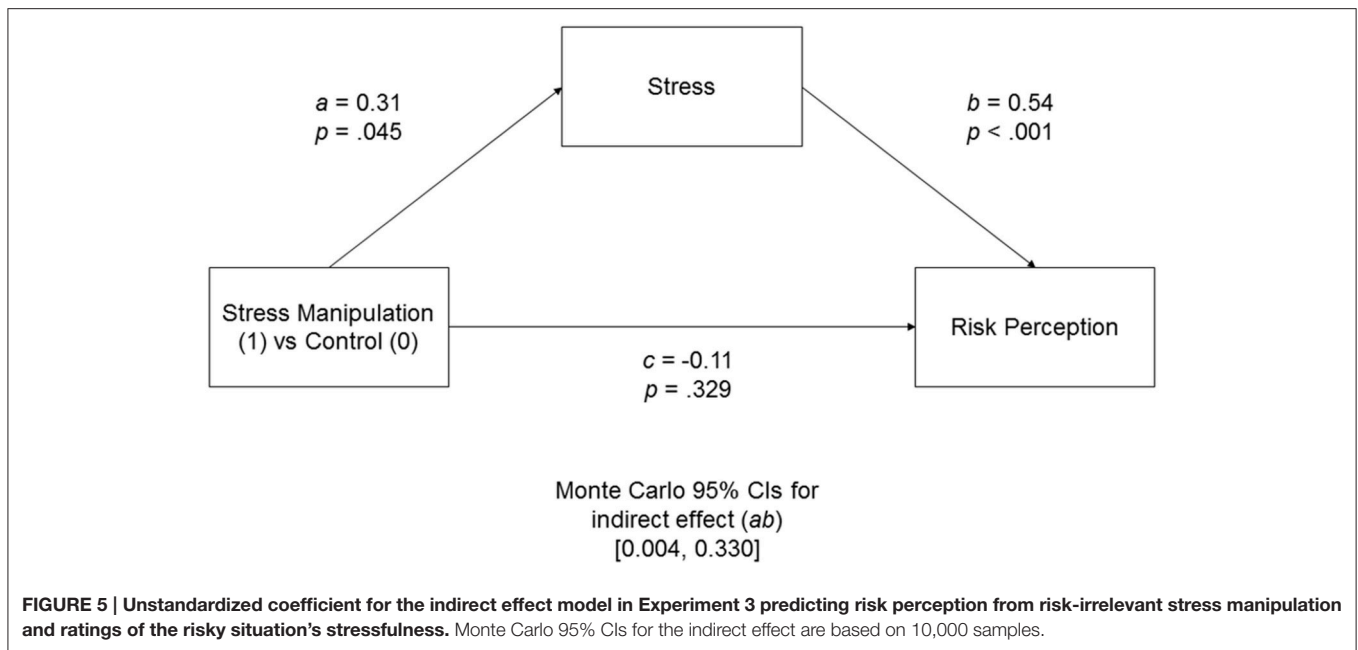 Stress
a = 0.31
p = .045
b = 0.54
p < .001
Stress Manipulation
(1) vs Control (0)
Risk Perception
c = -0.11
p = .329
Monte Carlo 95% CIs for
indirect effect (ab)
[0.004, 0.330]
FIGURE 5 | Unstandardized coefficient for the indirect effect model in Experiment 3 predicting risk perception from risk-irrelevant stress manipulation
and ratings of the risky situation’s stressfulness. Monte Carlo 95% CIs for the indirect effect are based on 10,000 samples.